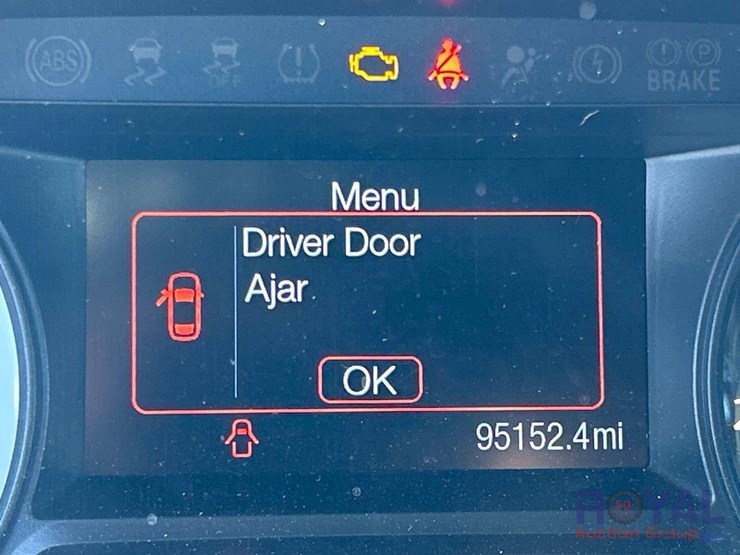 ABS
OFF
BRAKE
Menu
Driver Door
Ajar
OK
95152.4mi
ROYAL
Auction Group